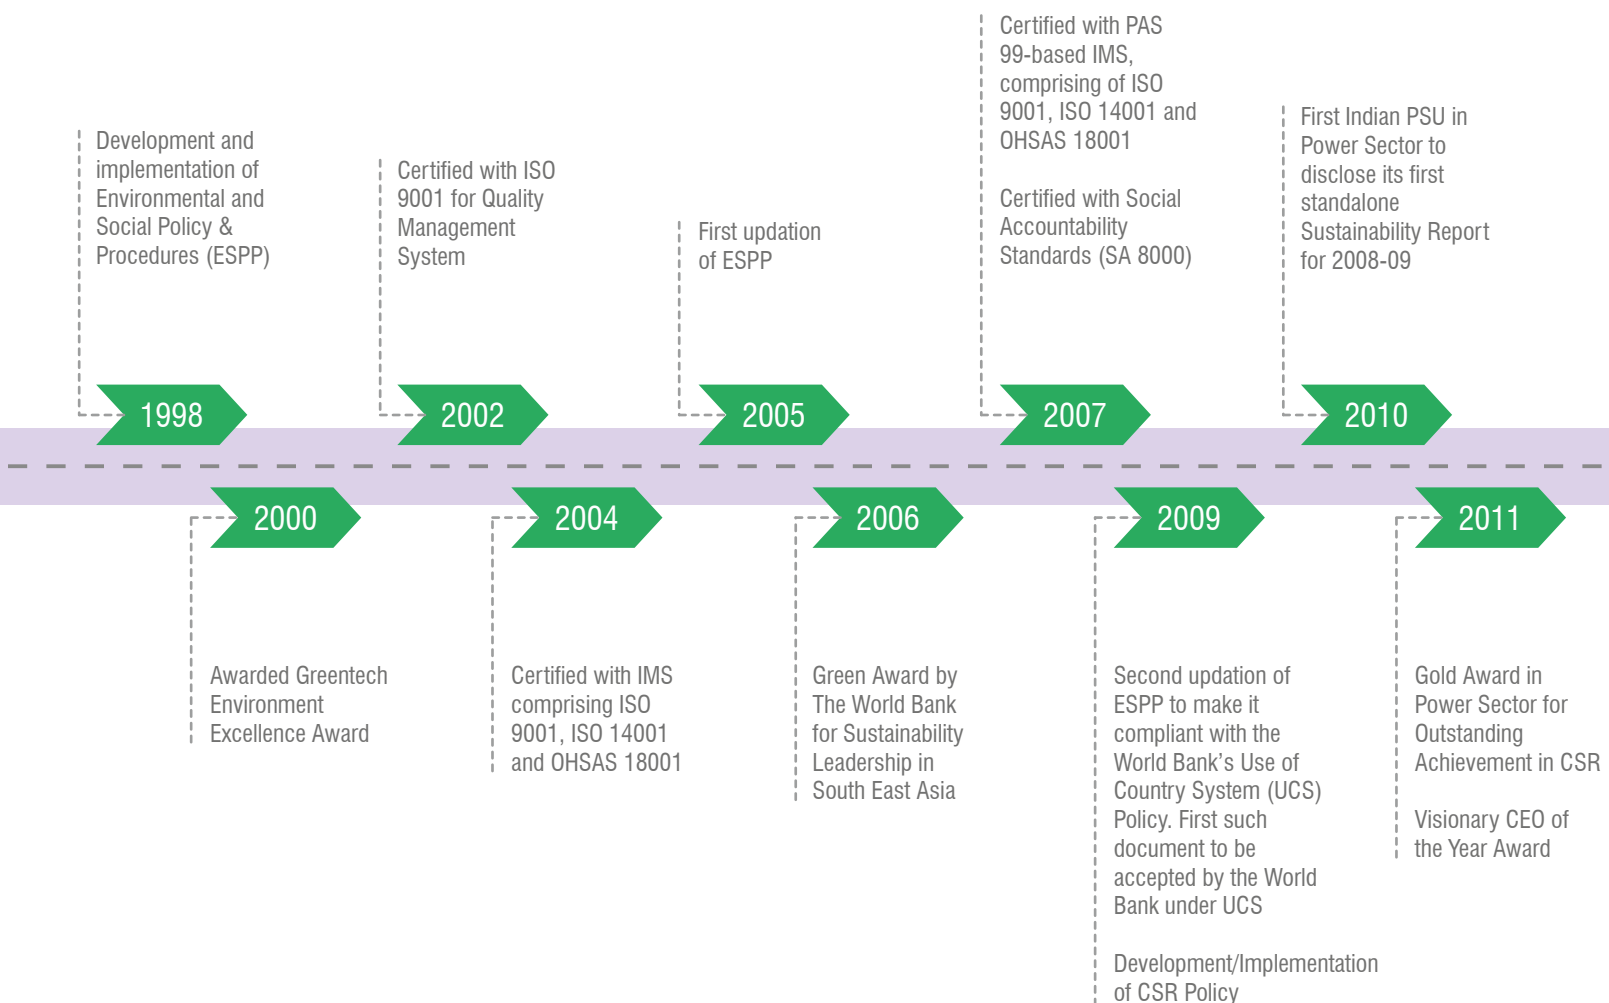 Development and
implementation of
Environmental and
Social Policy &
Procedures (ESPP)
1998
Awarded Greentech
Environment
Excellence Award
2000
Certified with ISO
9001 for Quality
Management
System
2002
Certified with IMS
comprising ISO
9001, ISO 14001
and OHSAS 18001
2004
First updation
of ESPP
2005
Green Award by
The World Bank
for Sustainability
Leadership in
South East Asia
2006
Certified with PAS
99-based IMS,
comprising of ISO
9001, ISO 14001 and
OHSAS 18001
Certified with Social
Accountability
Standards (SA 8000)
2007
Second updation of
ESPP to make it
compliant with the
World Bank’s Use of
Country System (UCS)
Policy. First such
document to be
accepted by the World
Bank under UCS
Development/Implementation
of CSR Policy
2009
First Indian PSU in
Power Sector to
disclose its first
standalone
Sustainability Report
for 2008-09
2010
Gold Award in
Power Sector for
Outstanding
Achievement in CSR
Visionary CEO of
the Year Award
2011